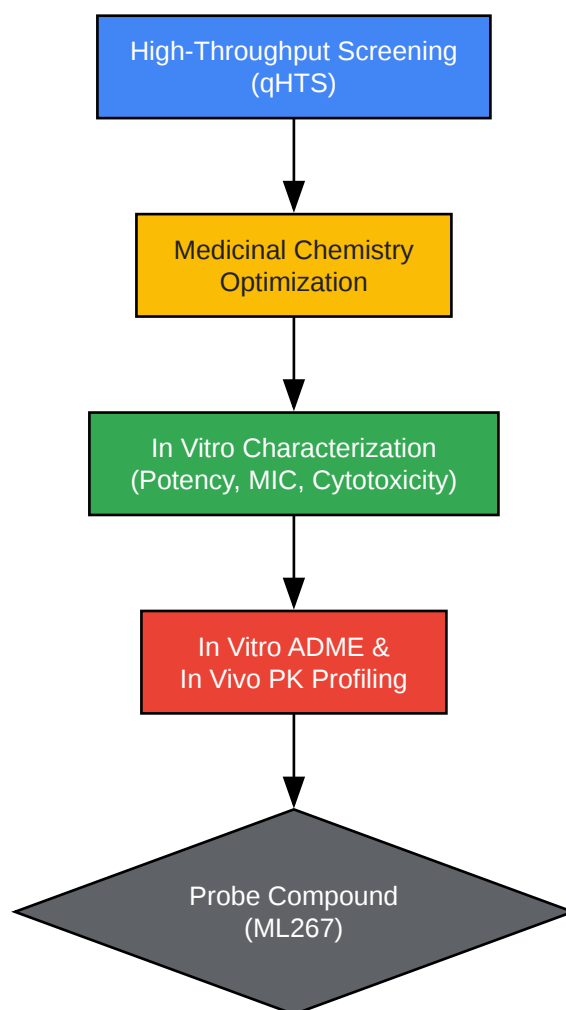 High-Throughput Screening
(qHTS)
Medicinal Chemistry
Optimization
In Vitro Characterization
(Potency, MIC, Cytotoxicity)
In Vitro ADME &
In Vivo PK Profiling
Probe Compound
(ML267)